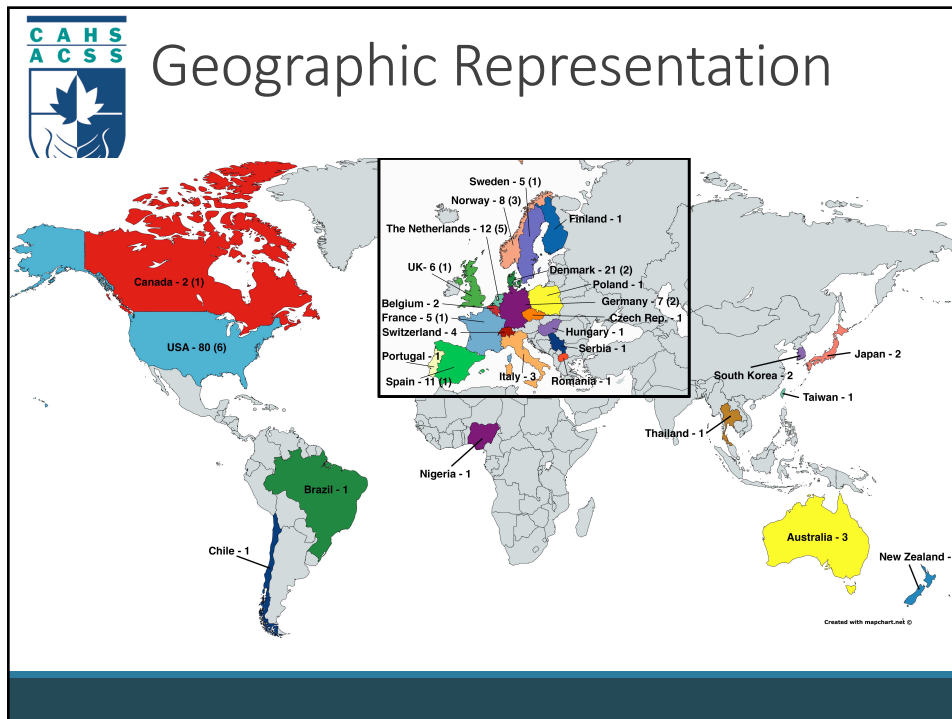 CAHS
ACSS
Geographic Representation
Sweden - 5 (1)
Norway - 8 (3)
Finland - 1
The Netherlands - 12 (5)
UK- 6 (1)
Denmark - 21 (2)
Poland - 1
Belgium - 2
Germany - 7 (2)
France - 5 (1)
Czech Rep. - 1
Switzerland - 4
Hungary - 1
Serbia - 1
Portugal - 1
Spain - 11 (1)
Italy - 3
Romania - 1
Canada - 2 (1)
USA - 80 (6)
Japan - 2
South Korea - 2
Taiwan - 1
Thailand - 1
Nigeria - 1
Brazil - 1
Chile - 1
Australia - 3
New Zealand -
Created with mapchart.net ©